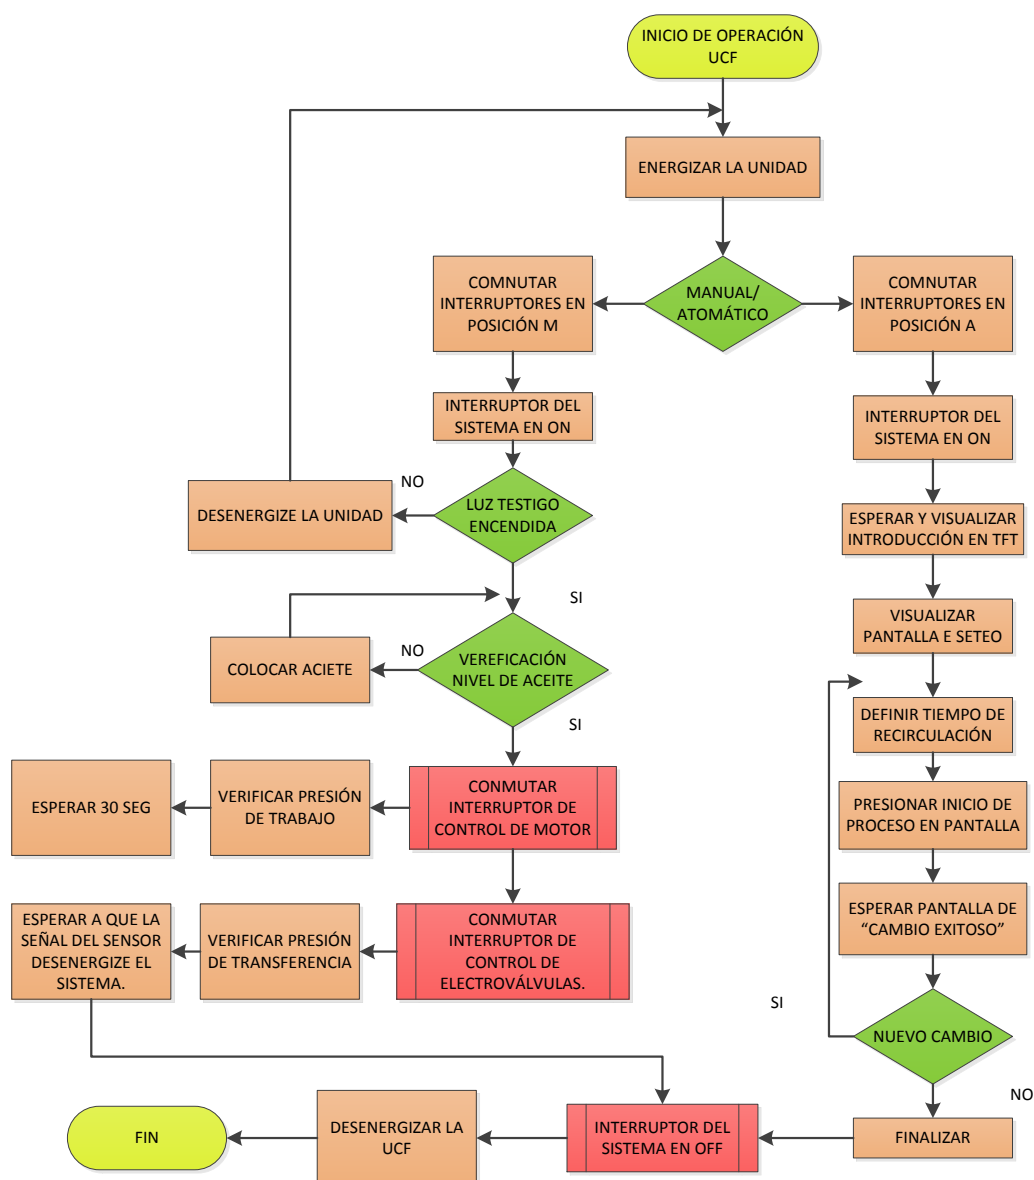 INICIO DE OPERACIÓN
UCF
ENERGIZAR LA UNIDAD
MANUAL/
ATOMÁTICO
COMNUTAR
INTERRUPTORES EN
POSICIÓN M
COMNUTAR
INTERRUPTORES EN
POSICIÓN A
INTERRUPTOR DEL
SISTEMA EN ON
INTERRUPTOR DEL
SISTEMA EN ON
NO
LUZ TESTIGO
ENCENDIDA
DESENERGIZE LA UNIDAD
ESPERAR Y VISUALIZAR
INTRODUCCIÓN EN TFT
SI
VISUALIZAR
PANTALLA E SETEO
NO
COLOCAR ACIETE
VEREFICACIÓN
NIVEL DE ACEITE
SI
DEFINIR TIEMPO DE
RECIRCULACIÓN
ESPERAR 30 SEG
VERIFICAR PRESIÓN
DE TRABAJO
CONMUTAR
INTERRUPTOR DE
CONTROL DE MOTOR
PRESIONAR INICIO DE
PROCESO EN PANTALLA
ESPERAR A QUE LA
SEÑAL DEL SENSOR
DESENERGIZE EL
SISTEMA.
VERIFICAR PRESIÓN
DE TRANSFERENCIA
CONMUTAR
INTERRUPTOR DE
CONTROL DE
ELECTROVÁLVULAS.
ESPERAR PANTALLA DE
“CAMBIO EXITOSO”
SI
NUEVO CAMBIO
NO
FIN
DESENERGIZAR LA
UCF
INTERRUPTOR DEL
SISTEMA EN OFF
FINALIZAR